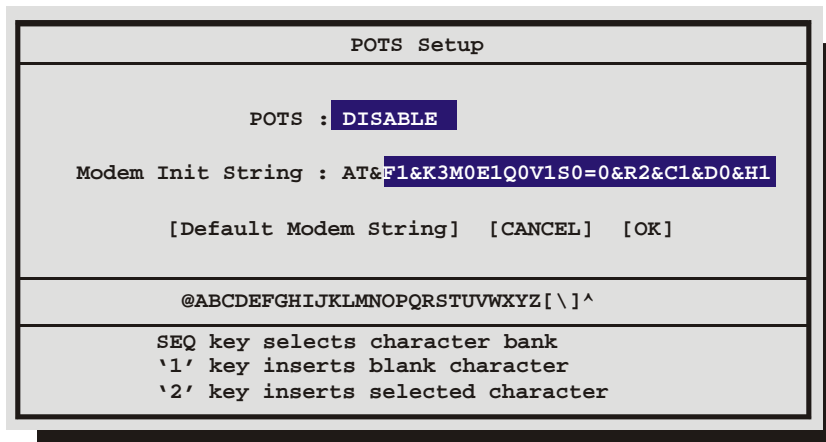 POTS Setup
POTS : DISABLE
Modem Init String : AT&F1&K3M0E1Q0V1S0=0&R2&C1&D0&H1
[Default Modem String] [CANCEL] [OK]
@ABCDEFGHIJKLMNOPQRSTUVWXYZ[\]^
SEQ key selects character bank
‘1’ key inserts blank character
‘2’ key inserts selected character